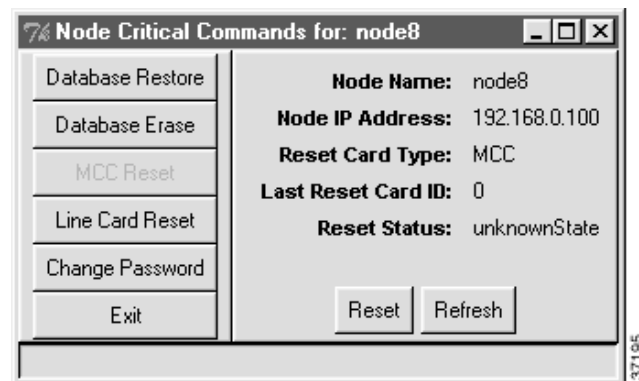 Node Critical Commands for: node8
Database Restore
Database Erase
MCC Reset
Line Card Reset
Change Password
Exit
Node Name: node8
Node IP Address: 192.168.0.100
Reset Card Type: MCC
Last Reset Card ID: 0
Reset Status: unknownState
Reset Refresh
37195